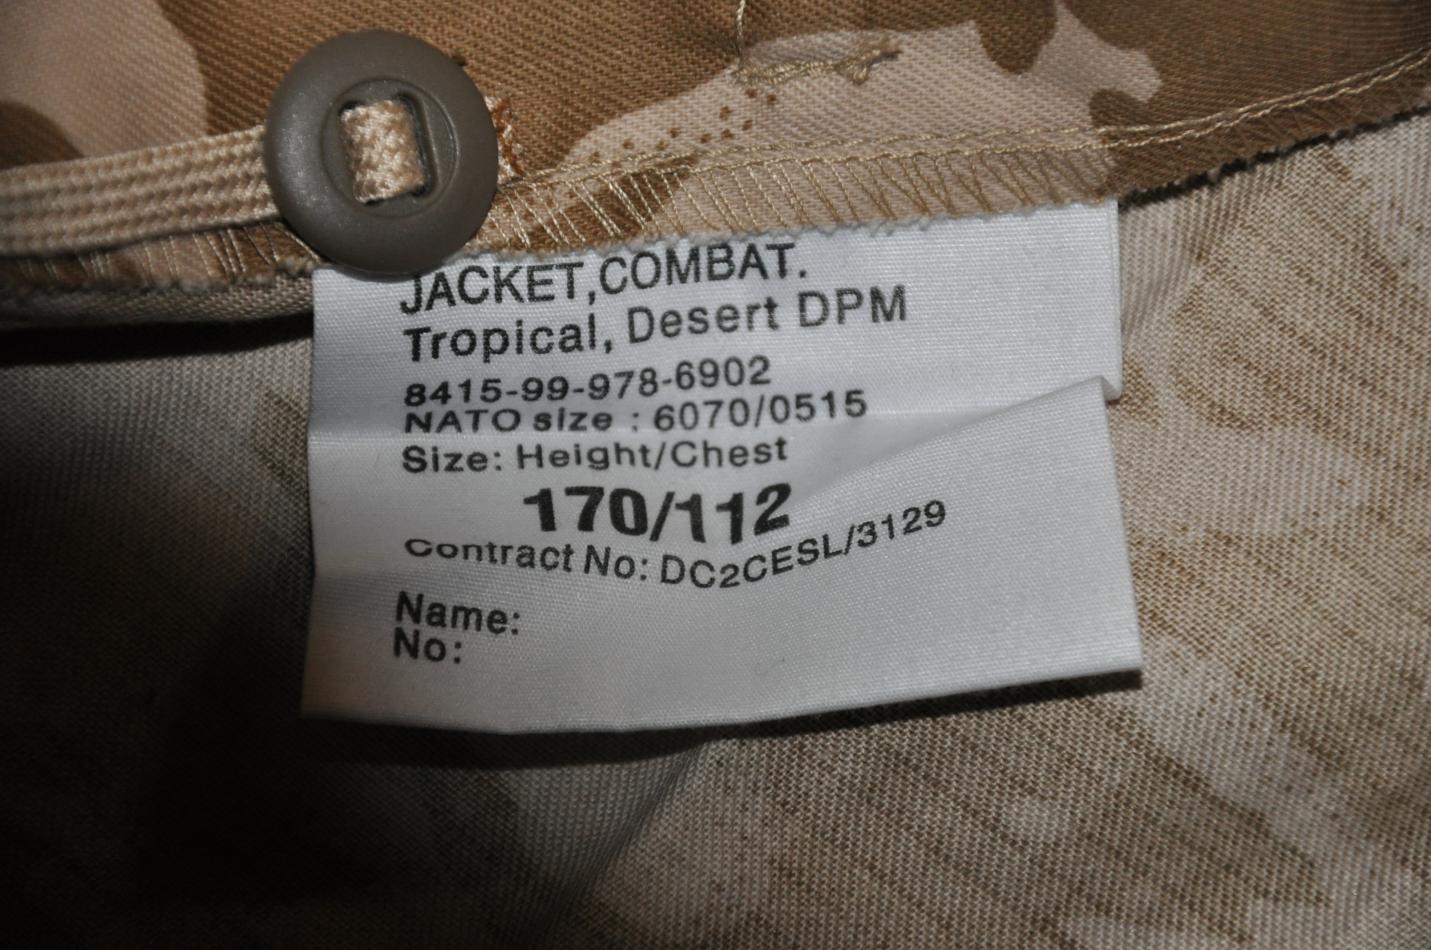 JACKET,COMBAT.
Tropical, Desert DPM
8415-99-978-6902
NATO size : 6070/0515
Size: Height/Chest
170/112
Contract No: DC2CESL/3129
Name:
No: